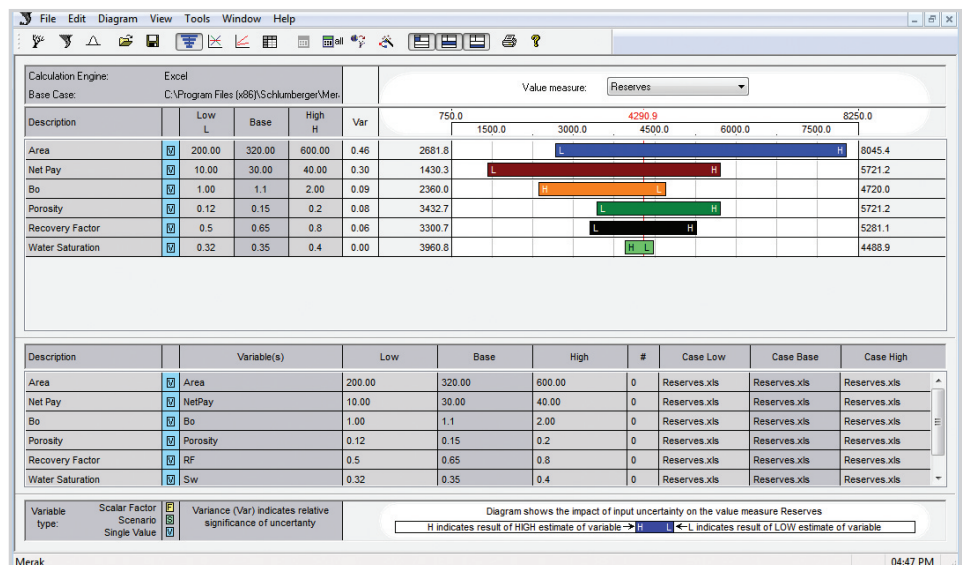 File Edit Diagram View Tools Window Help
all
Calculation Engine: Excel
Base Case: C:\Program Files (x86)\Schlumberger\Mer
Value measure: Reserves
Description Low L Base High H Var 750.0 4290.9 8250.0
1500.0 3000.0 4500.0 6000.0 7500.0
Area V 200.00 320.00 600.00 0.46 2681.8 L H 8045.4
Net Pay V 10.00 30.00 40.00 0.30 1430.3 L H 5721.2
Bo V 1.00 1.1 2.00 0.09 2360.0 H L 4720.0
Porosity V 0.12 0.15 0.2 0.08 3432.7 L H 5721.2
Recovery Factor V 0.5 0.65 0.8 0.06 3300.7 L H 5281.1
Water Saturation V 0.32 0.35 0.4 0.00 3960.8 H L 4488.9
Description Variable(s) Low Base High # Case Low Case Base Case High
Area V Area 200.00 320.00 600.00 0 Reserves.xls Reserves.xls Reserves.xls
Net Pay V NetPay 10.00 30.00 40.00 0 Reserves.xls Reserves.xls Reserves.xls
Bo V Bo 1.00 1.1 2.00 0 Reserves.xls Reserves.xls Reserves.xls
Porosity V Porosity 0.12 0.15 0.2 0 Reserves.xls Reserves.xls Reserves.xls
Recovery Factor V RF 0.5 0.65 0.8 0 Reserves.xls Reserves.xls Reserves.xls
Water Saturation V Sw 0.32 0.35 0.4 0 Reserves.xls Reserves.xls Reserves.xls
Variable type: Scalar Factor F
Scenario S
Single Value V
Variance (Var) indicates relative
significance of uncertanty
Diagram shows the impact of input uncertainty on the value measure Reserves
H indicates result of HIGH estimate of variable → H L ← L indicates result of LOW estimate of variable
Merak 04:47 PM